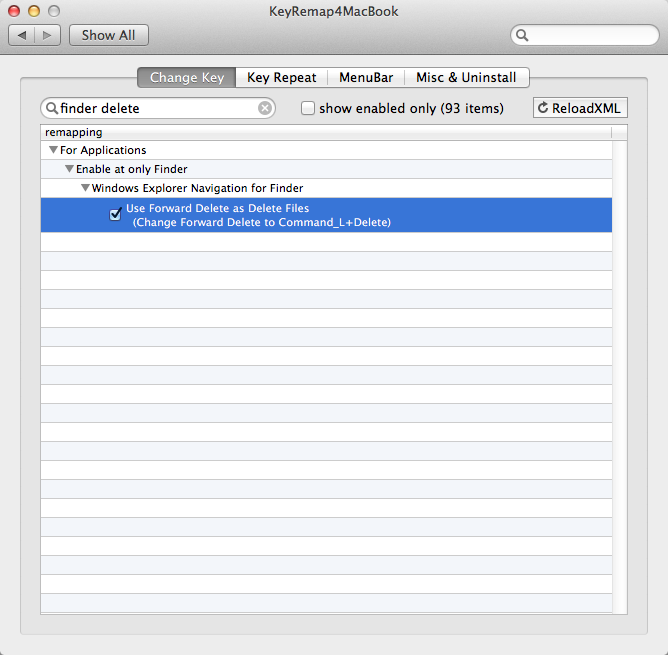 KeyRemap4MacBook
Show All
Change Key Key Repeat MenuBar Misc & Uninstall
finder delete show enabled only (93 items) ReloadXML
remapping
For Applications
Enable at only Finder
Windows Explorer Navigation for Finder
Use Forward Delete as Delete Files
(Change Forward Delete to Command_L+Delete)